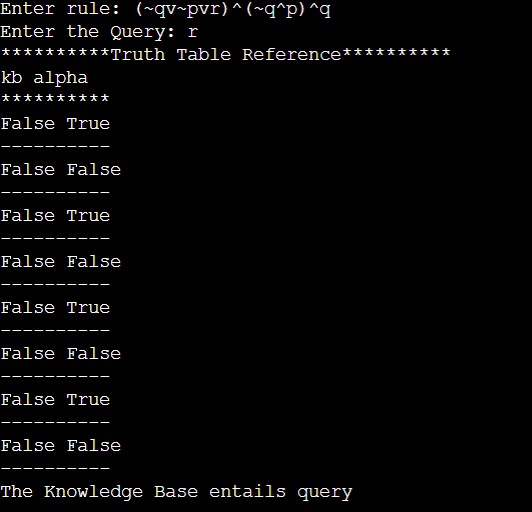 Enter rule: (~qv~pvr)^(~q^p)^q
Enter the Query: r
**********Truth Table Reference**********
kb alpha
**********
False True
----------
False False
----------
False True
----------
False False
----------
False True
----------
False False
----------
False True
----------
False False
----------
The Knowledge Base entails query